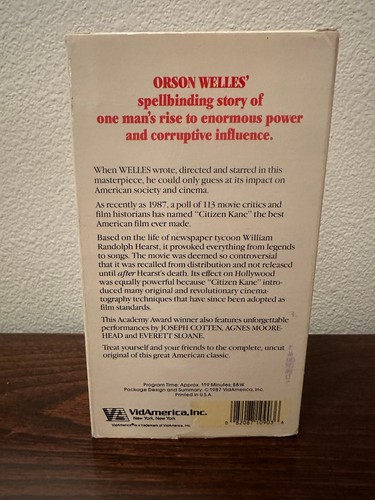 ORSON WELLES'
spellbinding story of
one man's rise to enormous power
and corruptive influence.
When WELLES wrote, directed and starred in this
masterpiece, he could only guess at its impact on
American society and cinema.
As recently as 1987, a poll of 113 movie critics and
film historians has named "Citizen Kane" the best
American film ever made.
Based on the life of newspaper tycoon William
Randolph Hearst, it provoked everything from legends
to songs. The movie was deemed so controversial
that it was recalled from distribution and not released
until after Hearst's death. Its effect on Hollywood
was equally powerful because "Citizen Kane" intro-
duced many original and revolutionary cinema-
tography techniques that have since been adopted as
film standards.
This Academy Award winner also features unforgettable
performances by JOSEPH COTTEN, AGNES MOORE-
HEAD and EVERETT SLOANE.
Treat yourself and your friends to the complete, uncut
original of this great American classic.
Program Time: Approx. 119 Minutes, B&W
Package Design and Summary: © 1987 VidAmerica, Inc.
Printed in U.S.A.
VidAmerica, Inc.
New York, New York
VidAmerica® is a trademark of VidAmerica, Inc.